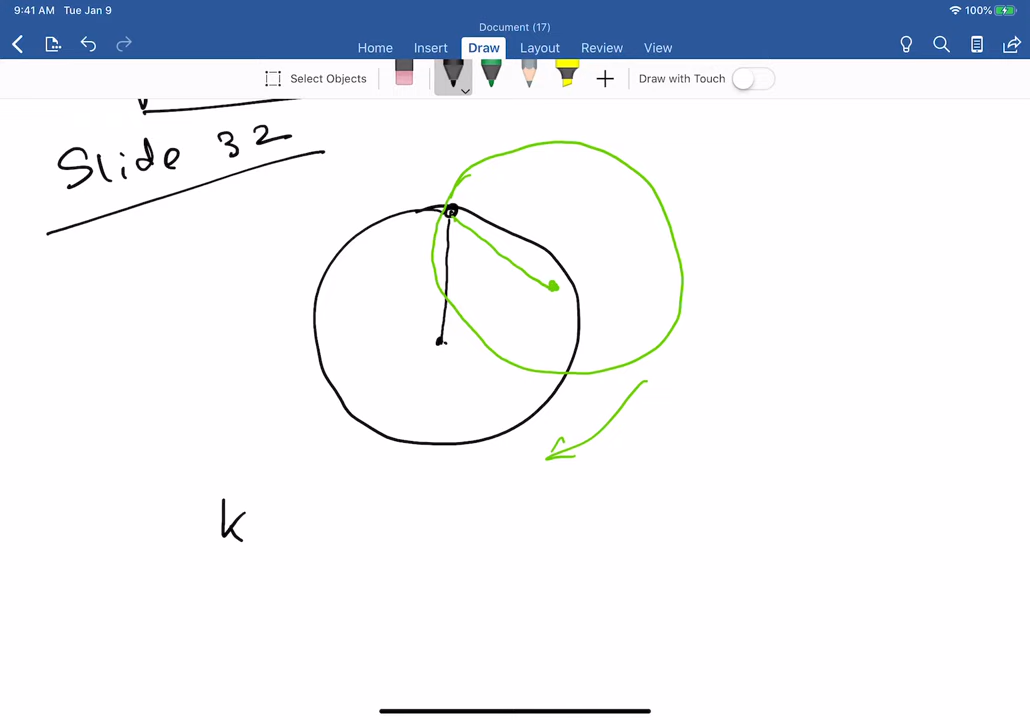 9:41 AM Tue Jan 9
100%
Document (17)
Home Insert Draw Layout Review View
Select Objects
Draw with Touch
Slide 32
k